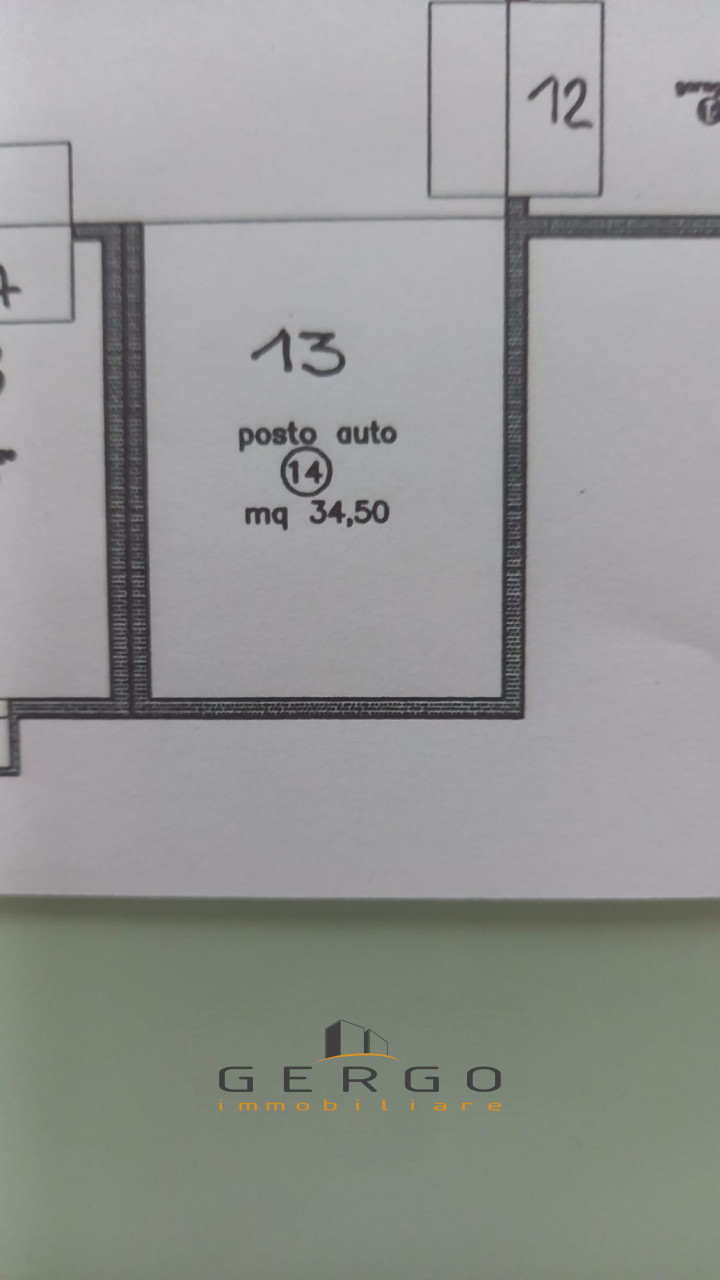 12
13
posto auto
14
mq 34,50
GERGO
immobiliare